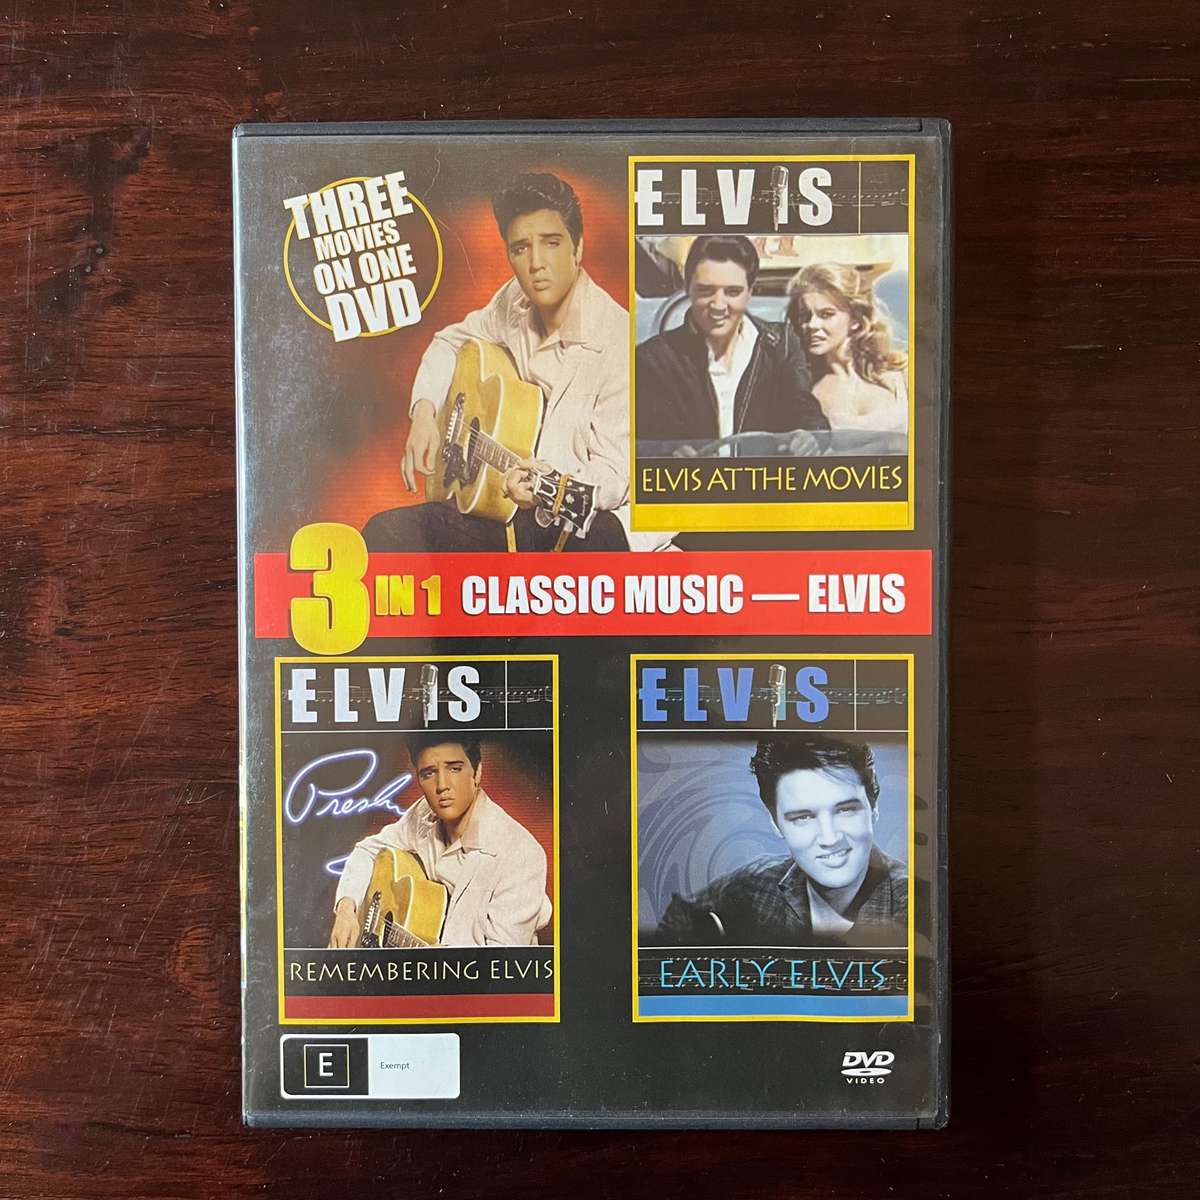 THREE
MOVIES
ON ONE
DVD
ELVIS
ELVIS AT THE MOVIES
3 IN 1 CLASSIC MUSIC — ELVIS
ELVIS
Presley
REMEMBERING ELVIS
ELVIS
EARLY ELVIS
E
Exempt
DVD
VIDEO